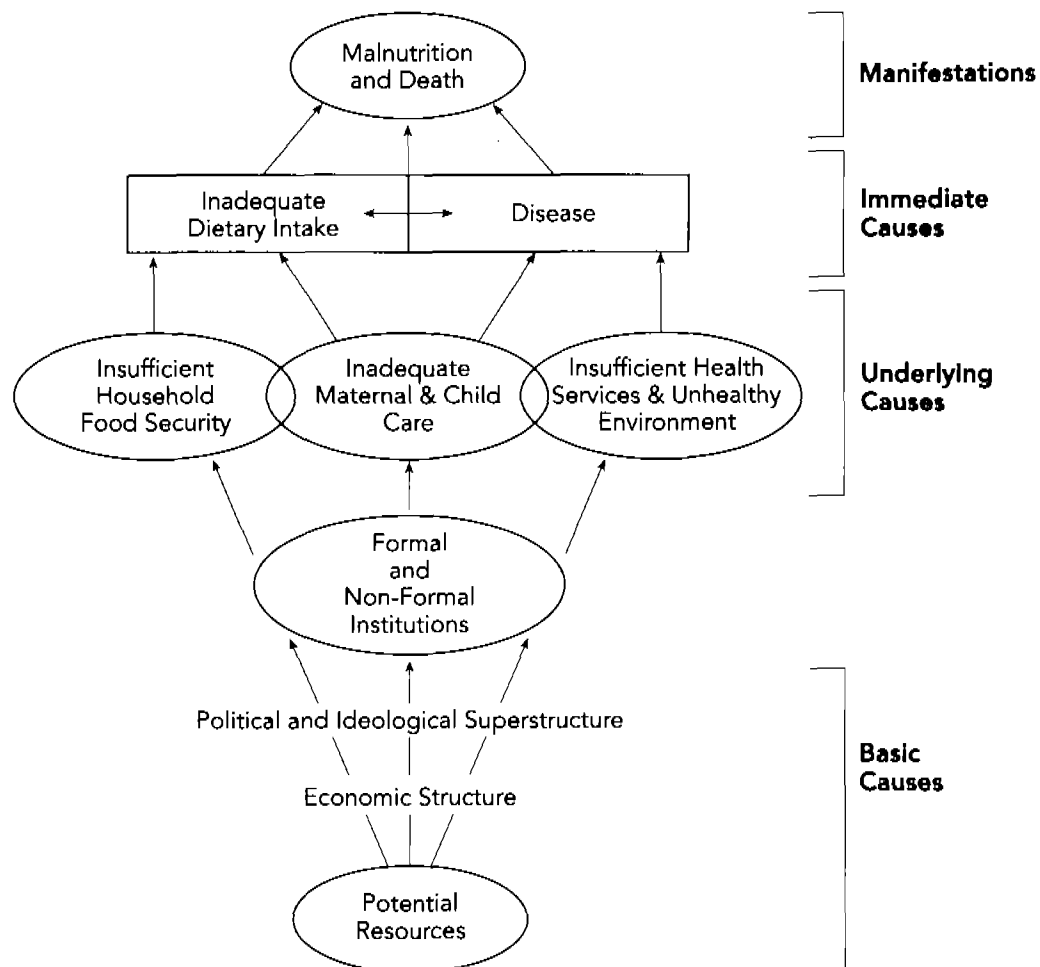 Malnutrition
and Death
Manifestations
Inadequate
Dietary Intake
Disease
Immediate
Causes
Insufficient
Household
Food Security
Inadequate
Maternal & Child
Care
Insufficient Health
Services & Unhealthy
Environment
Underlying
Causes
Formal
and
Non-Formal
Institutions
Political and Ideological Superstructure
Economic Structure
Basic
Causes
Potential
Resources